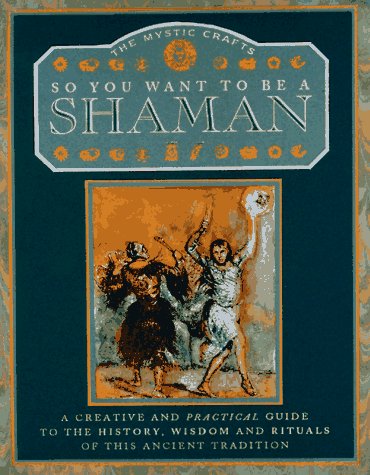 THE MYSTIC CRAFTS
SO YOU WANT TO BE A
SHAMAN
A CREATIVE AND PRACTICAL GUIDE
TO THE HISTORY, WISDOM AND RITUALS
OF THIS ANCIENT TRADITION